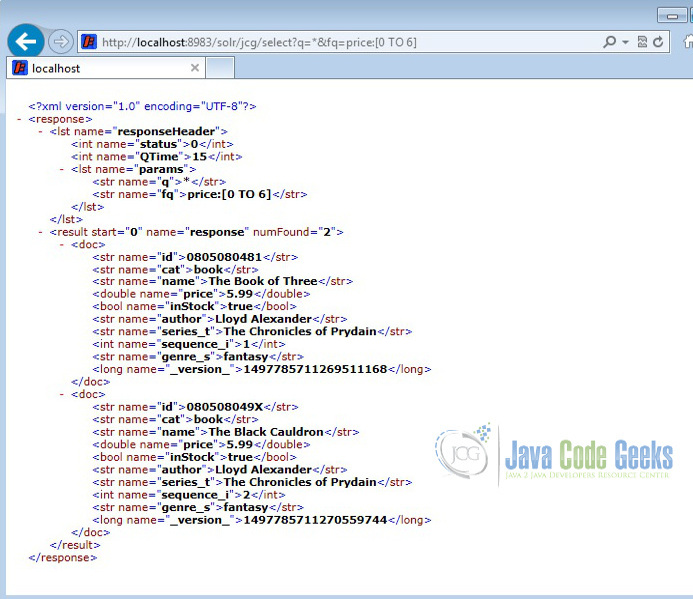 http://localhost:8983/solr/jcg/select?q=*&fq=price:[0 TO 6]
localhost
<?xml version="1.0" encoding="UTF-8"?>
- <response>
- <lst name="responseHeader">
<int name="status">0</int>
<int name="QTime">15</int>
- <lst name="params">
<str name="q">*</str>
<str name="fq">price:[0 TO 6]</str>
</lst>
</lst>
- <result start="0" name="response" numFound="2">
- <doc>
<str name="id">0805080481</str>
<str name="cat">book</str>
<str name="name">The Book of Three</str>
<double name="price">5.99</double>
<bool name="inStock">true</bool>
<str name="author">Lloyd Alexander</str>
<str name="series_t">The Chronicles of Prydain</str>
<int name="sequence_i">1</int>
<str name="genre_s">fantasy</str>
<long name="_version_">1497785711269511168</long>
</doc>
- <doc>
<str name="id">080508049X</str>
<str name="cat">book</str>
<str name="name">The Black Cauldron</str>
<double name="price">5.99</double>
<bool name="inStock">true</bool>
<str name="author">Lloyd Alexander</str>
<str name="series_t">The Chronicles of Prydain</str>
<int name="sequence_i">2</int>
<str name="genre_s">fantasy</str>
<long name="_version_">1497785711270559744</long>
</doc>
</result>
</response>
JCG
Java Code Geeks
Java 2 Java Developers Resource Center